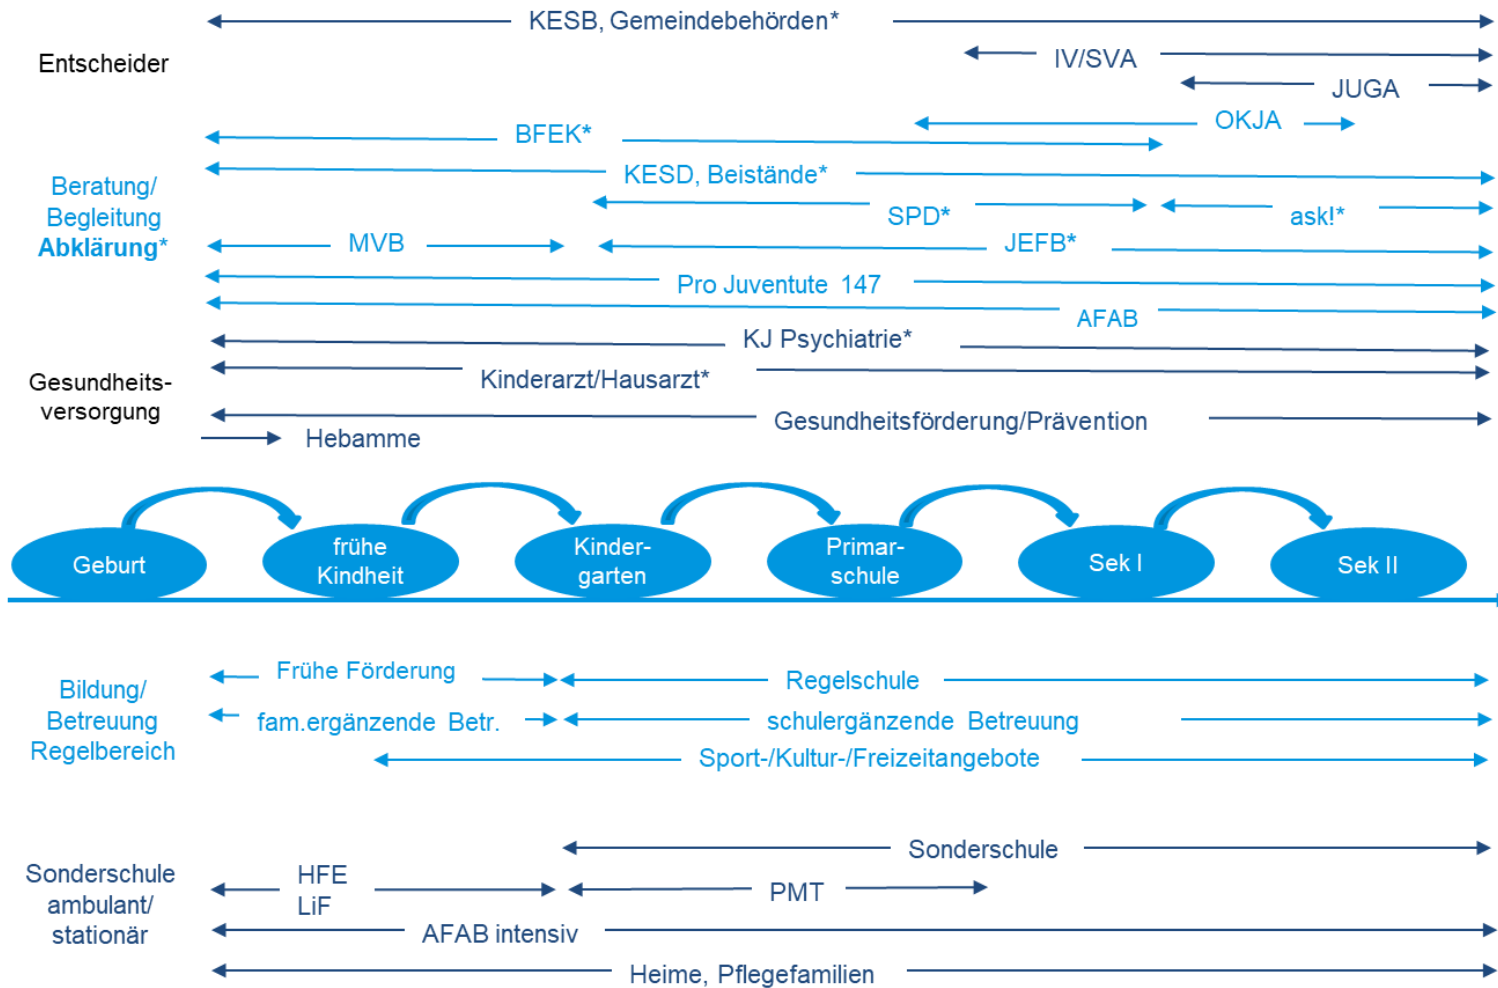 KESB, Gemeindebehörden*
Entscheider
IV/SVA
JUGA
OKJA
BFEK*
KESD, Beistände*
Beratung/
Begleitung
Abklärung*
SPD*
ask!*
MVB
JEFB*
Pro Juventute 147
AFAB
KJ Psychiatrie*
Gesundheits-
versorgung
Kinderarzt/Hausarzt*
Gesundheitsförderung/Prävention
Hebamme
Geburt
frühe
Kindheit
Kinder-
garten
Primar-
schule
Sek I
Sek II
Bildung/
Betreuung
Regelbereich
Frühe Förderung
Regelschule
fam.ergänzende Betr.
schulergänzende Betreuung
Sport-/Kultur-/Freizeitangebote
Sonderschule
ambulant/
stationär
Sonderschule
HFE
LiF
PMT
AFAB intensiv
Heime, Pflegefamilien